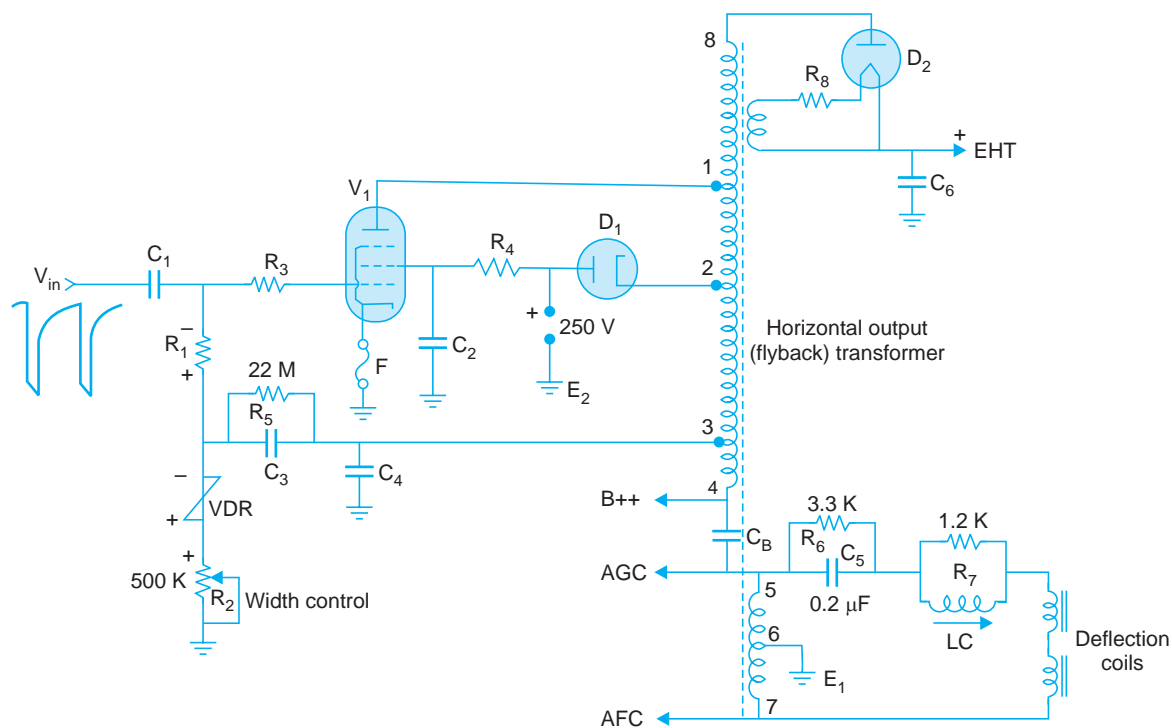 8
D2
R8
+
EHT
1
C6
V1
D1
R4
C1
R3
2
Vin
+
250 V
–
R1
C2
Horizontal output
(flyback) transformer
F
+
22 M
E2
R5
3
C3
C4
–
VDR
B++
4
3.3 K
+
CB
R6
1.2 K
+
C5
500 K
AGC
R7
R2
Width control
5
0.2 μF
6
LC
Deflection
coils
E1
AFC
7